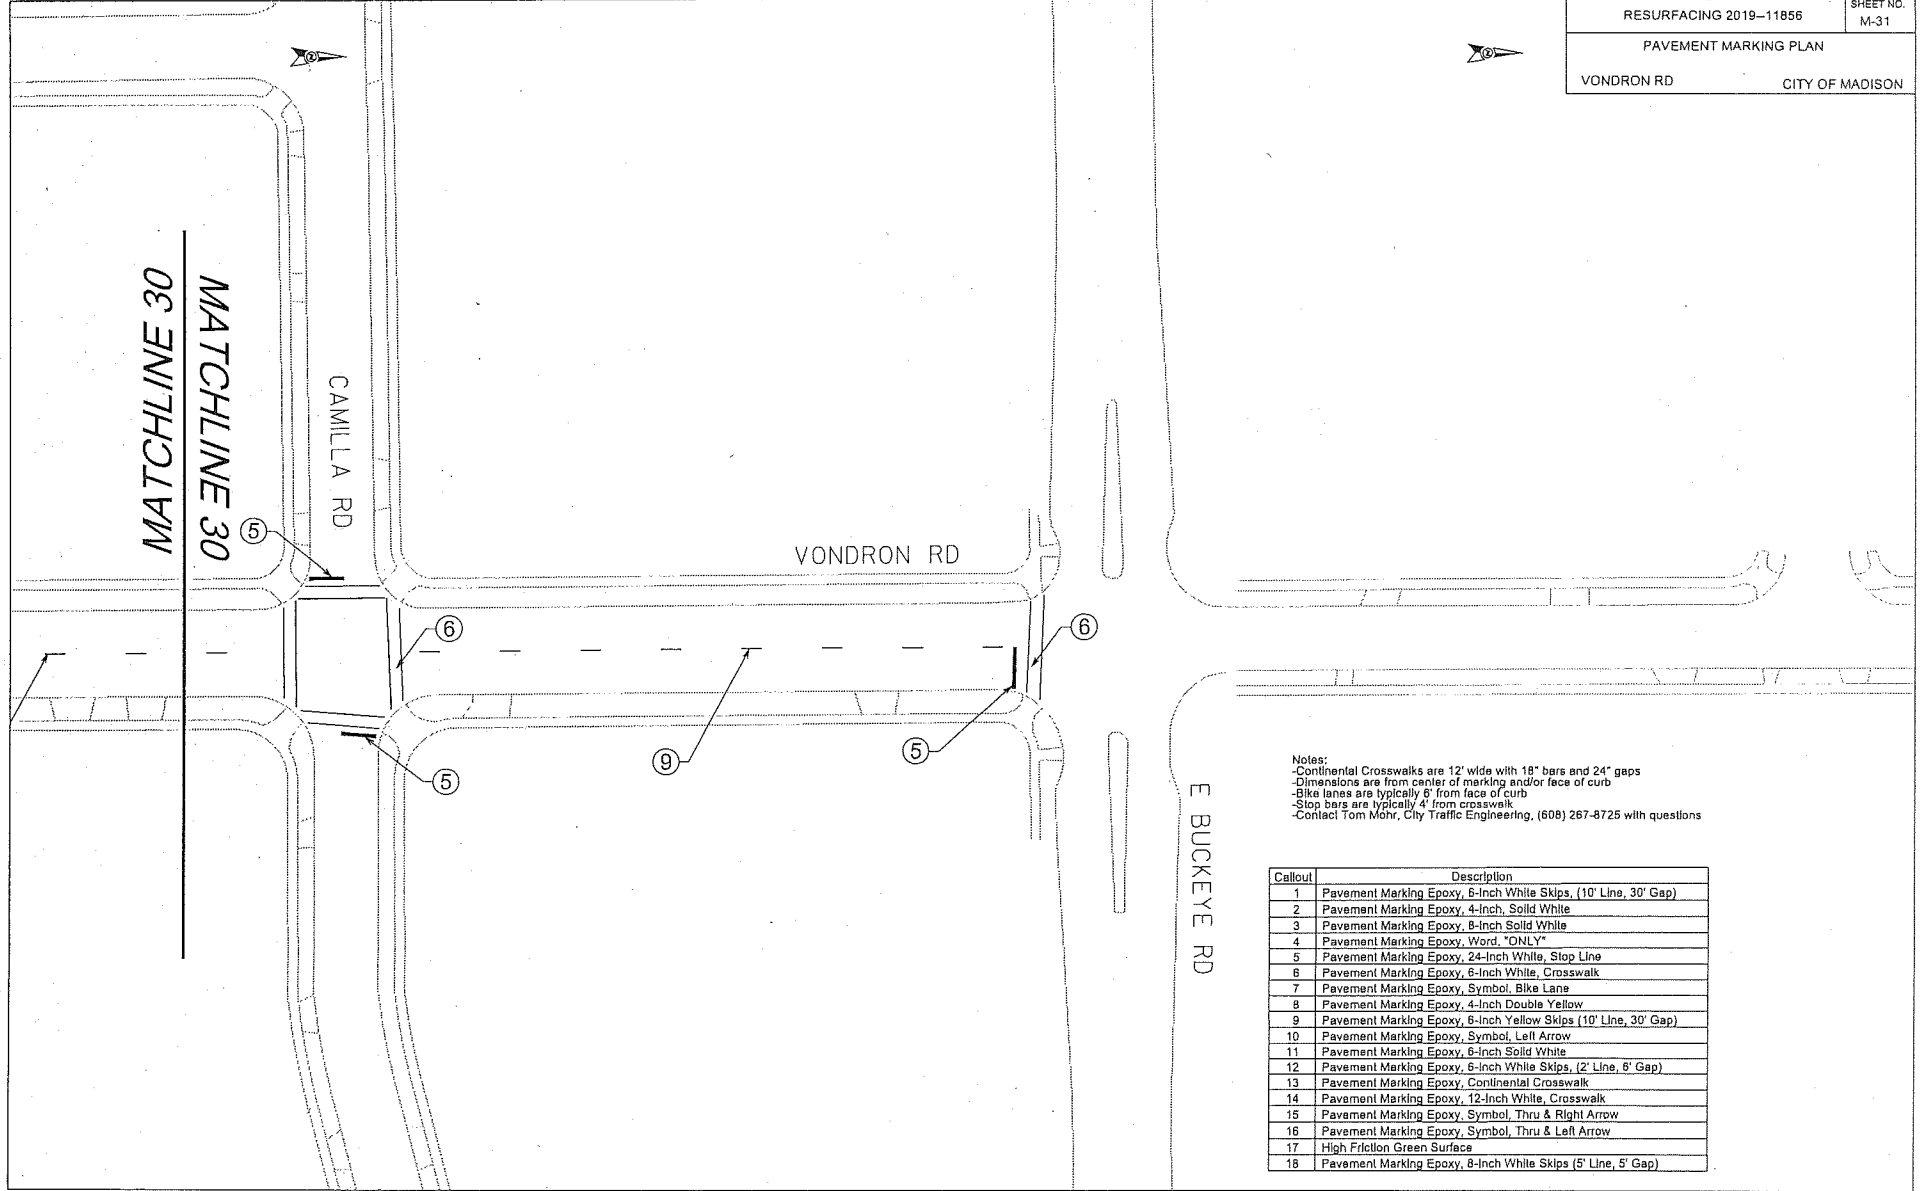 RESURFACING 2019-11856
SHEET NO.
M-31
PAVEMENT MARKING PLAN
VONDRON RD
CITY OF MADISON
MATCHLINE 30
MATCHLINE 30
CAMILLA RD
VONDRON RD
E BUCKEYE RD
5
6
6
9
5
5
Notes:
-Continental Crosswalks are 12' wide with 18" bars and 24" gaps
-Dimensions are from center of marking and/or face of curb
-Bike lanes are typically 6' from face of curb
-Stop bars are typically 4' from crosswalk
-Contact Tom Mohr, City Traffic Engineering, (608) 267-8725 with questions
Callout Description
1 Pavement Marking Epoxy, 6-Inch White Skips, (10' Line, 30' Gap)
2 Pavement Marking Epoxy, 4-Inch, Solid White
3 Pavement Marking Epoxy, 8-Inch Solid White
4 Pavement Marking Epoxy, Word, "ONLY"
5 Pavement Marking Epoxy, 24-Inch White, Stop Line
6 Pavement Marking Epoxy, 6-Inch White, Crosswalk
7 Pavement Marking Epoxy, Symbol, Bike Lane
8 Pavement Marking Epoxy, 4-Inch Double Yellow
9 Pavement Marking Epoxy, 6-Inch Yellow Skips (10' Line, 30' Gap)
10 Pavement Marking Epoxy, Symbol, Left Arrow
11 Pavement Marking Epoxy, 6-Inch Solid White
12 Pavement Marking Epoxy, 6-Inch White Skips, (2' Line, 6' Gap)
13 Pavement Marking Epoxy, Continental Crosswalk
14 Pavement Marking Epoxy, 12-Inch White, Crosswalk
15 Pavement Marking Epoxy, Symbol, Thru & Right Arrow
16 Pavement Marking Epoxy, Symbol, Thru & Left Arrow
17 High Friction Green Surface
18 Pavement Marking Epoxy, 8-Inch White Skips (5' Line, 5' Gap)